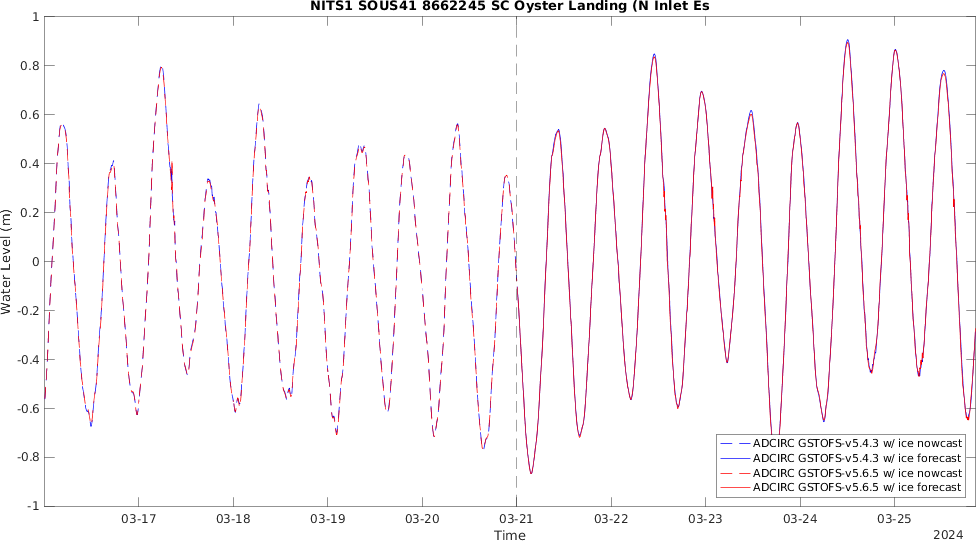 NITS1 SOUS41 8662245 SC Oyster Landing (N Inlet Es
1
0.8
0.6
0.4
0.2
0
-0.2
-0.4
-0.6
-0.8
-1
Water Level (m)
03-17 03-18 03-19 03-20 03-21 03-22 03-23 03-24 03-25
Time
2024
ADCIRC GSTOFS-v5.4.3 w/ ice nowcast
ADCIRC GSTOFS-v5.4.3 w/ ice forecast
ADCIRC GSTOFS-v5.6.5 w/ ice nowcast
ADCIRC GSTOFS-v5.6.5 w/ ice forecast